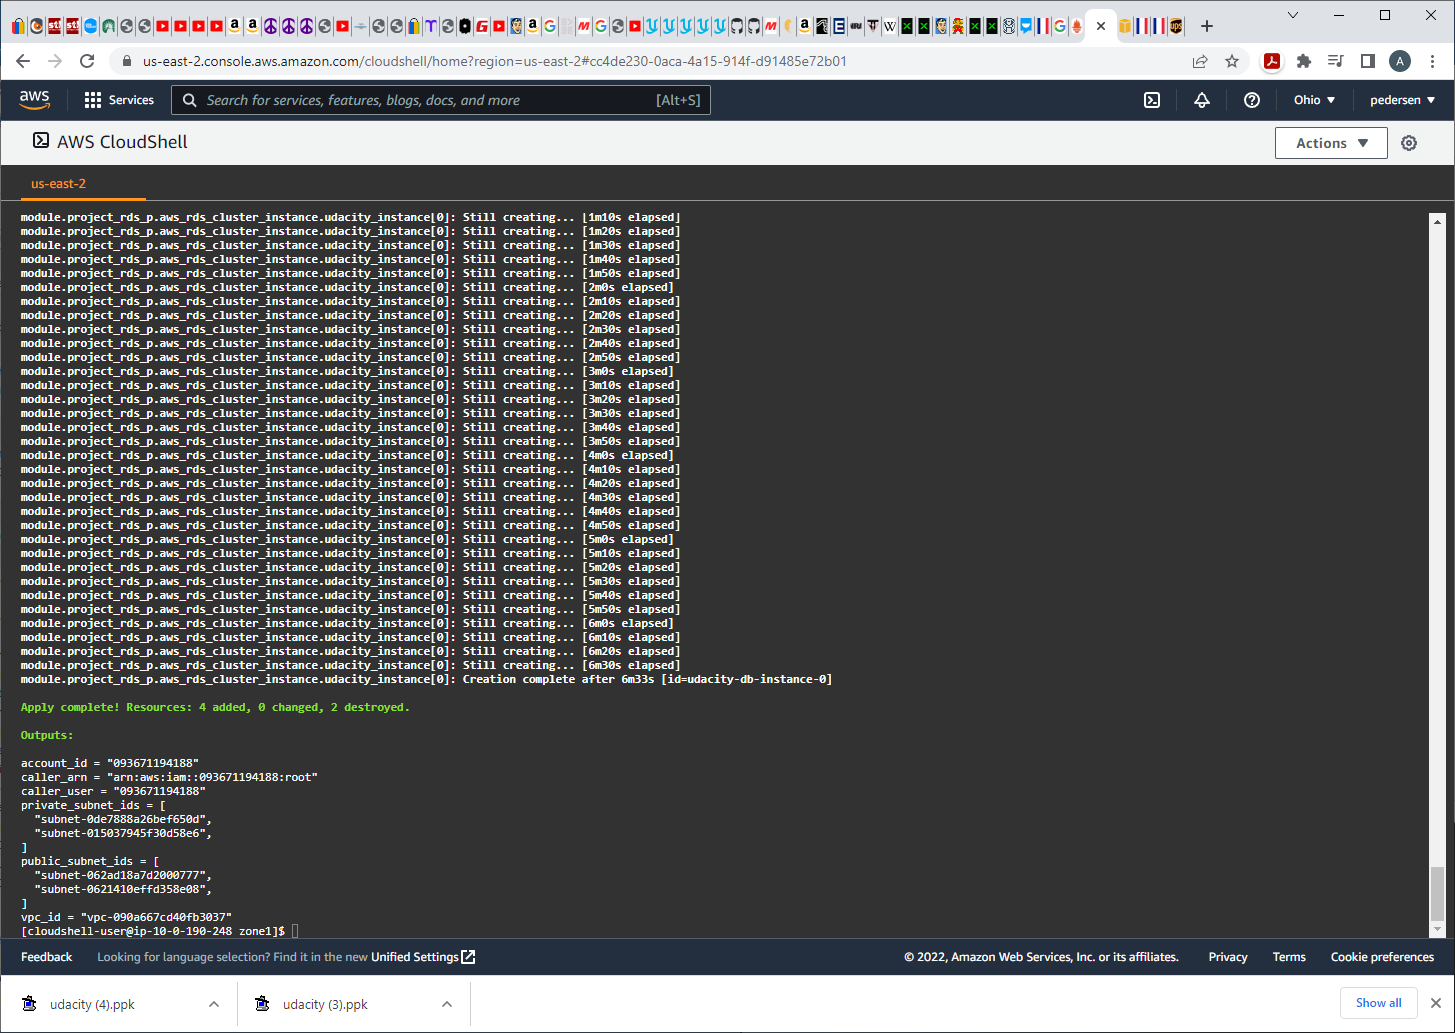 us-east-2.console.aws.amazon.com/cloudshell/home?region=us-east-2#cc4de230-0aca-4a15-914f-d91485e72b01
A
aws
Services
Search for services, features, blogs, docs, and more
[Alt+S]
Ohio
pedersen
AWS CloudShell
Actions
us-east-2
module.project_rds_p.aws_rds_cluster_instance.udacity_instance[0]: Still creating... [1m10s elapsed]
module.project_rds_p.aws_rds_cluster_instance.udacity_instance[0]: Still creating... [1m20s elapsed]
module.project_rds_p.aws_rds_cluster_instance.udacity_instance[0]: Still creating... [1m30s elapsed]
module.project_rds_p.aws_rds_cluster_instance.udacity_instance[0]: Still creating... [1m40s elapsed]
module.project_rds_p.aws_rds_cluster_instance.udacity_instance[0]: Still creating... [1m50s elapsed]
module.project_rds_p.aws_rds_cluster_instance.udacity_instance[0]: Still creating... [2m0s elapsed]
module.project_rds_p.aws_rds_cluster_instance.udacity_instance[0]: Still creating... [2m10s elapsed]
module.project_rds_p.aws_rds_cluster_instance.udacity_instance[0]: Still creating... [2m20s elapsed]
module.project_rds_p.aws_rds_cluster_instance.udacity_instance[0]: Still creating... [2m30s elapsed]
module.project_rds_p.aws_rds_cluster_instance.udacity_instance[0]: Still creating... [2m40s elapsed]
module.project_rds_p.aws_rds_cluster_instance.udacity_instance[0]: Still creating... [2m50s elapsed]
module.project_rds_p.aws_rds_cluster_instance.udacity_instance[0]: Still creating... [3m0s elapsed]
module.project_rds_p.aws_rds_cluster_instance.udacity_instance[0]: Still creating... [3m10s elapsed]
module.project_rds_p.aws_rds_cluster_instance.udacity_instance[0]: Still creating... [3m20s elapsed]
module.project_rds_p.aws_rds_cluster_instance.udacity_instance[0]: Still creating... [3m30s elapsed]
module.project_rds_p.aws_rds_cluster_instance.udacity_instance[0]: Still creating... [3m40s elapsed]
module.project_rds_p.aws_rds_cluster_instance.udacity_instance[0]: Still creating... [3m50s elapsed]
module.project_rds_p.aws_rds_cluster_instance.udacity_instance[0]: Still creating... [4m0s elapsed]
module.project_rds_p.aws_rds_cluster_instance.udacity_instance[0]: Still creating... [4m10s elapsed]
module.project_rds_p.aws_rds_cluster_instance.udacity_instance[0]: Still creating... [4m20s elapsed]
module.project_rds_p.aws_rds_cluster_instance.udacity_instance[0]: Still creating... [4m30s elapsed]
module.project_rds_p.aws_rds_cluster_instance.udacity_instance[0]: Still creating... [4m40s elapsed]
module.project_rds_p.aws_rds_cluster_instance.udacity_instance[0]: Still creating... [4m50s elapsed]
module.project_rds_p.aws_rds_cluster_instance.udacity_instance[0]: Still creating... [5m0s elapsed]
module.project_rds_p.aws_rds_cluster_instance.udacity_instance[0]: Still creating... [5m10s elapsed]
module.project_rds_p.aws_rds_cluster_instance.udacity_instance[0]: Still creating... [5m20s elapsed]
module.project_rds_p.aws_rds_cluster_instance.udacity_instance[0]: Still creating... [5m30s elapsed]
module.project_rds_p.aws_rds_cluster_instance.udacity_instance[0]: Still creating... [5m40s elapsed]
module.project_rds_p.aws_rds_cluster_instance.udacity_instance[0]: Still creating... [5m50s elapsed]
module.project_rds_p.aws_rds_cluster_instance.udacity_instance[0]: Still creating... [6m0s elapsed]
module.project_rds_p.aws_rds_cluster_instance.udacity_instance[0]: Still creating... [6m10s elapsed]
module.project_rds_p.aws_rds_cluster_instance.udacity_instance[0]: Still creating... [6m20s elapsed]
module.project_rds_p.aws_rds_cluster_instance.udacity_instance[0]: Still creating... [6m30s elapsed]
module.project_rds_p.aws_rds_cluster_instance.udacity_instance[0]: Creation complete after 6m33s [id=udacity-db-instance-0]
Apply complete! Resources: 4 added, 0 changed, 2 destroyed.
Outputs:
account_id = "093671194188"
caller_arn = "arn:aws:iam::093671194188:root"
caller_user = "093671194188"
private_subnet_ids = [
"subnet-0de7888a26bef650d",
"subnet-015037945f30d58e6",
]
public_subnet_ids = [
"subnet-062ad18a7d2000777",
"subnet-0621410effd358e08",
]
vpc_id = "vpc-090a667cd40fb3037"
[cloudshell-user@ip-10-0-190-248 zone1]$
Feedback
Looking for language selection? Find it in the new Unified Settings
© 2022, Amazon Web Services, Inc. or its affiliates.
Privacy
Terms
Cookie preferences
udacity (4).ppk
udacity (3).ppk
Show all